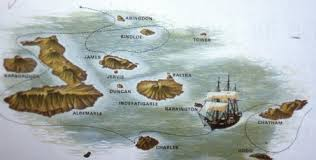 ABINGDON
BINDLOE
TOWER
JAMES
NARBOROUGH
JERVIS
BALTRA
DUNCAN
INDEFATIGABLE
BARRINGTON
ALBEMARLE
CHATHAM
CHARLES
HOOD